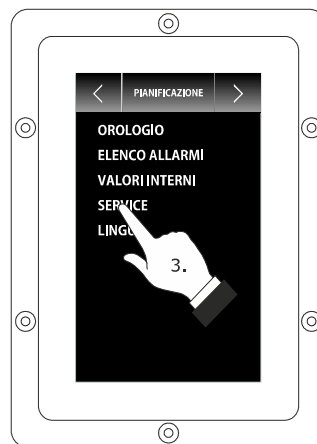 PIANIFICAZIONE
OROLOGIO
ELENCO ALLARMI
VALORI INTERNI
SERVICE
3.